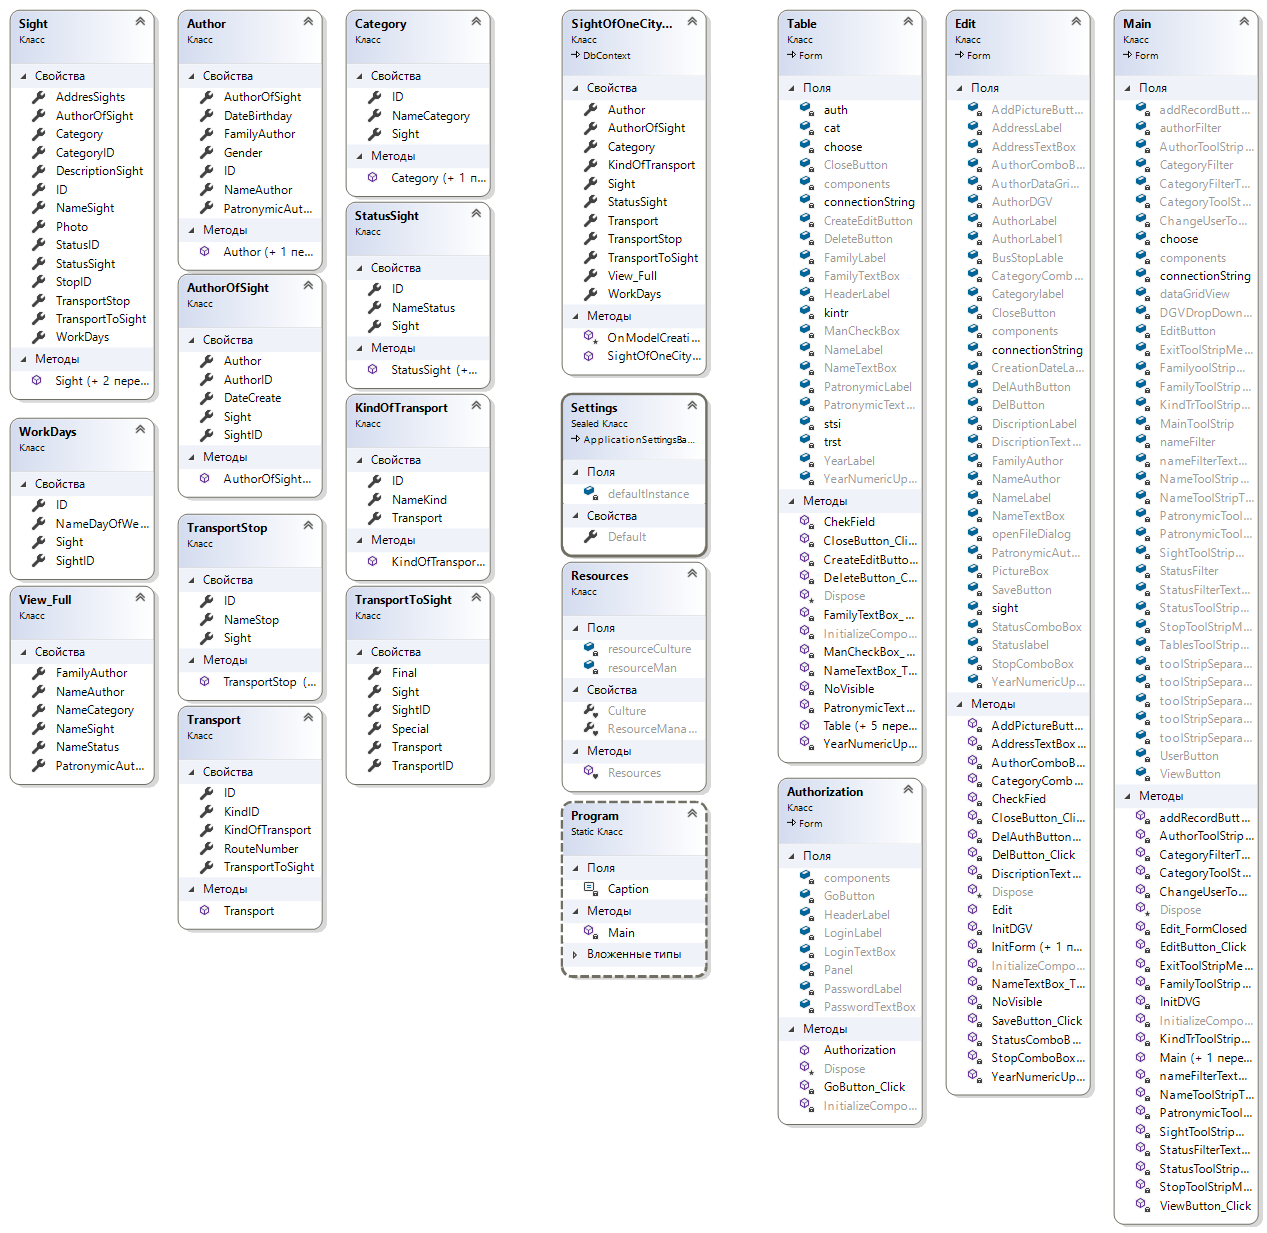 Sight
Класс
Свойства
AddresSights
AuthorOfSight
Category
CategoryID
DescriptionSight
ID
NameSight
Photo
StatusID
StatusSight
StopID
TransportStop
TransportToSight
WorkDays
Методы
Sight (+ 2 пере...
WorkDays
Класс
Свойства
ID
NameDayOfWe...
Sight
SightID
View_Full
Класс
Свойства
FamilyAuthor
NameAuthor
NameCategory
NameSight
NameStatus
PatronymicAut...
Author
Класс
Свойства
AuthorOfSight
DateBirthday
FamilyAuthor
Gender
ID
NameAuthor
PatronymicAut...
Методы
Author (+ 1 пе...
AuthorOfSight
Класс
Свойства
Author
AuthorID
DateCreate
Sight
SightID
Методы
AuthorOfSight...
TransportStop
Класс
Свойства
ID
NameStop
Sight
Методы
TransportStop (...
Transport
Класс
Свойства
ID
KindID
KindOfTransport
RouteNumber
TransportToSight
Методы
Transport
Category
Класс
Свойства
ID
NameCategory
Sight
Методы
Category (+ 1 п...
StatusSight
Класс
Свойства
ID
NameStatus
Sight
Методы
StatusSight (+...
KindOfTransport
Класс
Свойства
ID
NameKind
Transport
Методы
KindOfTranspor...
TransportToSight
Класс
Свойства
Final
Sight
SightID
Special
Transport
TransportID
SightOfOneCity...
Класс
DbContext
Свойства
Author
AuthorOfSight
Category
KindOfTransport
Sight
StatusSight
Transport
TransportStop
TransportToSight
View_Full
WorkDays
Методы
OnModelCreati...
SightOfOneCity...
Settings
Sealed Класс
ApplicationSettingsBa...
Поля
defaultInstance
Свойства
Default
Resources
Класс
Поля
resourceCulture
resourceMan
Свойства
Culture
ResourceMana...
Методы
Resources
Program
Static Класс
Поля
Caption
Методы
Main
Вложенные типы
Table
Класс
Form
Поля
auth
cat
choose
CloseButton
components
connectionString
CreateEditButton
DeleteButton
FamilyLabel
FamilyTextBox
HeaderLabel
kintr
ManCheckBox
NameLabel
NameTextBox
PatronymicLabel
PatronymicText...
stsi
trst
YearLabel
YearNumericUp...
Методы
ChekField
CloseButton_Cli...
CreateEditButto...
DeleteButton_C...
Dispose
FamilyTextBox_...
InitializeCompo...
ManCheckBox_...
NameTextBox_T...
NoVisible
PatronymicText...
Table (+ 5 пере...
YearNumericUp...
Authorization
Класс
Form
Поля
components
GoButton
HeaderLabel
LoginLabel
LoginTextBox
Panel
PasswordLabel
PasswordTextBox
Методы
Authorization
Dispose
GoButton_Click
InitializeCompo...
Edit
Класс
Form
Поля
AddPictureButt...
AddressLabel
AddressTextBox
AuthorComboB...
AuthorDataGri...
AuthorDGV
AuthorLabel
AuthorLabel1
BusStopLable
CategoryComb...
Categorylabel
CloseButton
components
connectionString
CreationDateLa...
DelAuthButton
DelButton
DiscriptionLabel
DiscriptionText...
FamilyAuthor
NameAuthor
NameLabel
NameTextBox
openFileDialog
PatronymicAut...
PictureBox
SaveButton
sight
StatusComboBox
Statuslabel
StopComboBox
YearNumericUp...
Методы
AddPictureButt...
AddressTextBox...
AuthorComboB...
CategoryComb...
CheckFied
CloseButton_Cli...
DelAuthButton...
DelButton_Click
DiscriptionText...
Dispose
Edit
InitDGV
InitForm (+ 1 п...
InitializeCompo...
NameTextBox_T...
NoVisible
SaveButton_Click
StatusComboB...
StopComboBox...
YearNumericUp...
Main
Класс
Form
Поля
addRecordButt...
authorFilter
AuthorToolStrip...
CategoryFilter
CategoryFilterT...
CategoryToolSt...
ChangeUserTo...
choose
components
connectionString
dataGridView
DGVDropDown...
EditButton
ExitToolStripMe...
FamilyoolStrip...
FamilyToolStrip...
KindTrToolStrip...
MainToolStrip
nameFilter
nameFilterText...
NameToolStrip...
NameToolStripT...
PatronymicTool...
PatronymicTool...
SightToolStrip...
StatusFilter
StatusFilterText...
StatusToolStrip...
StopToolStripM...
TablesToolStrip...
toolStripSepara...
toolStripSepara...
toolStripSepara...
toolStripSepara...
toolStripSepara...
UserButton
ViewButton
Методы
addRecordButt...
AuthorToolStrip...
CategoryFilterT...
CategoryToolSt...
ChangeUserTo...
Dispose
Edit_FormClosed
EditButton_Click
ExitToolStripMe...
FamilyToolStrip...
InitDVG
InitializeCompo...
KindTrToolStrip...
Main (+ 1 пере...
nameFilterText...
NameToolStripT...
PatronymicTool...
SightToolStrip...
StatusFilterText...
StatusToolStrip...
StopToolStripM...
ViewButton_Click